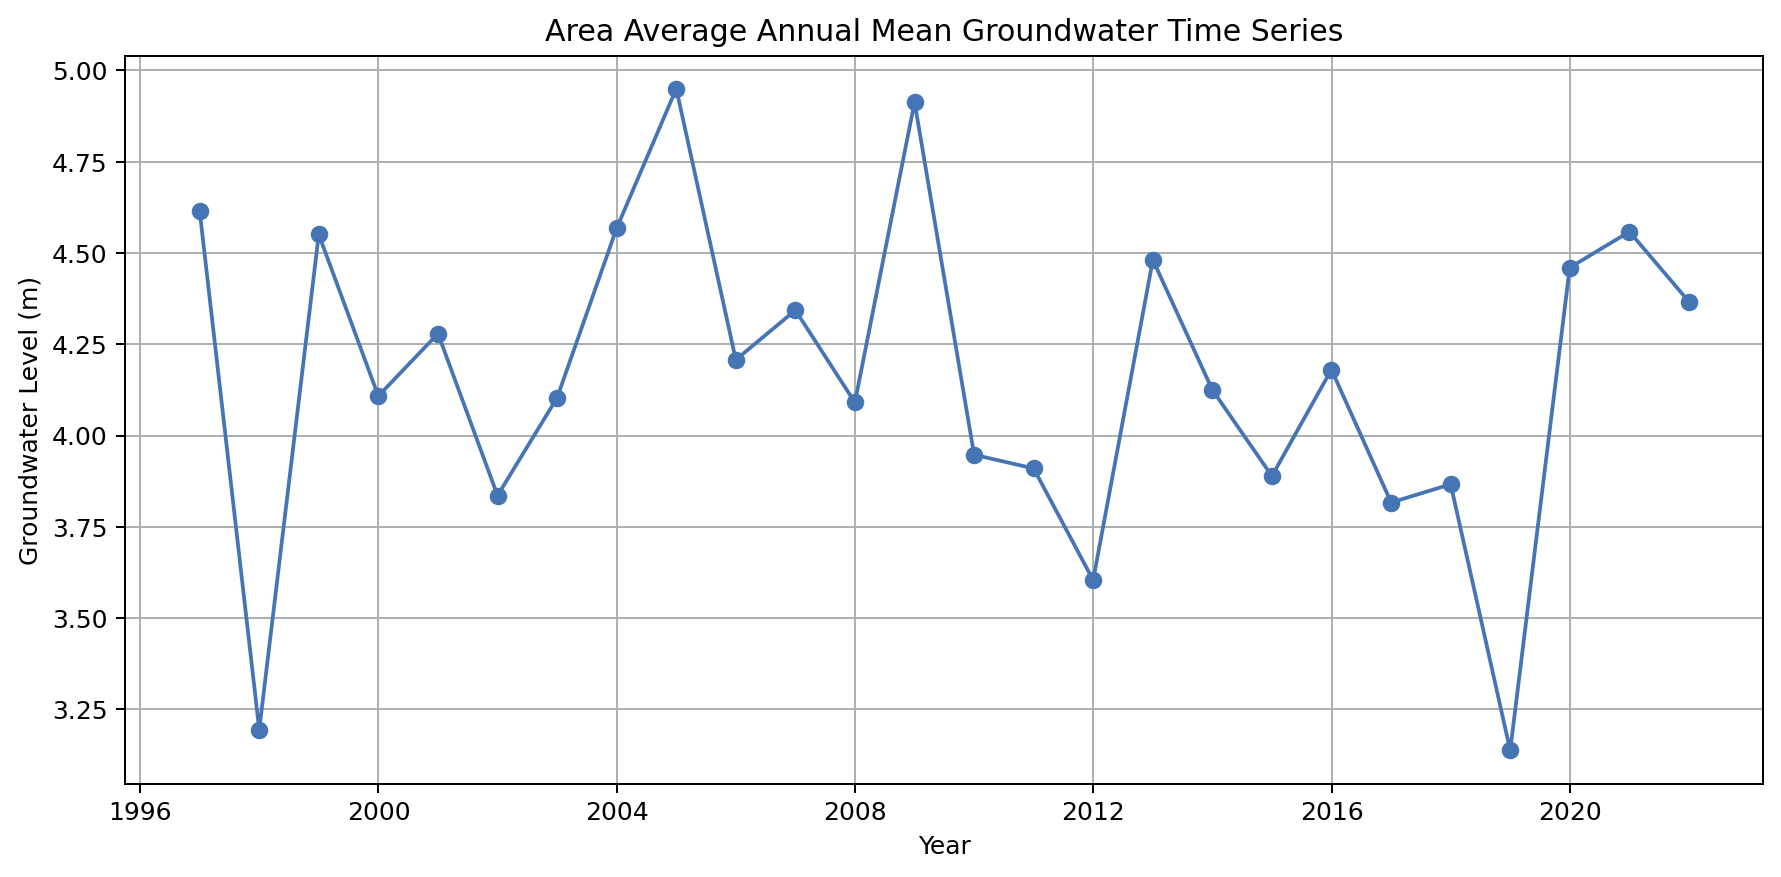 Area Average Annual Mean Groundwater Time Series
Groundwater Level (m)
5.00
4.75
4.50
4.25
4.00
3.75
3.50
3.25
1996 2000 2004 2008 2012 2016 2020
Year